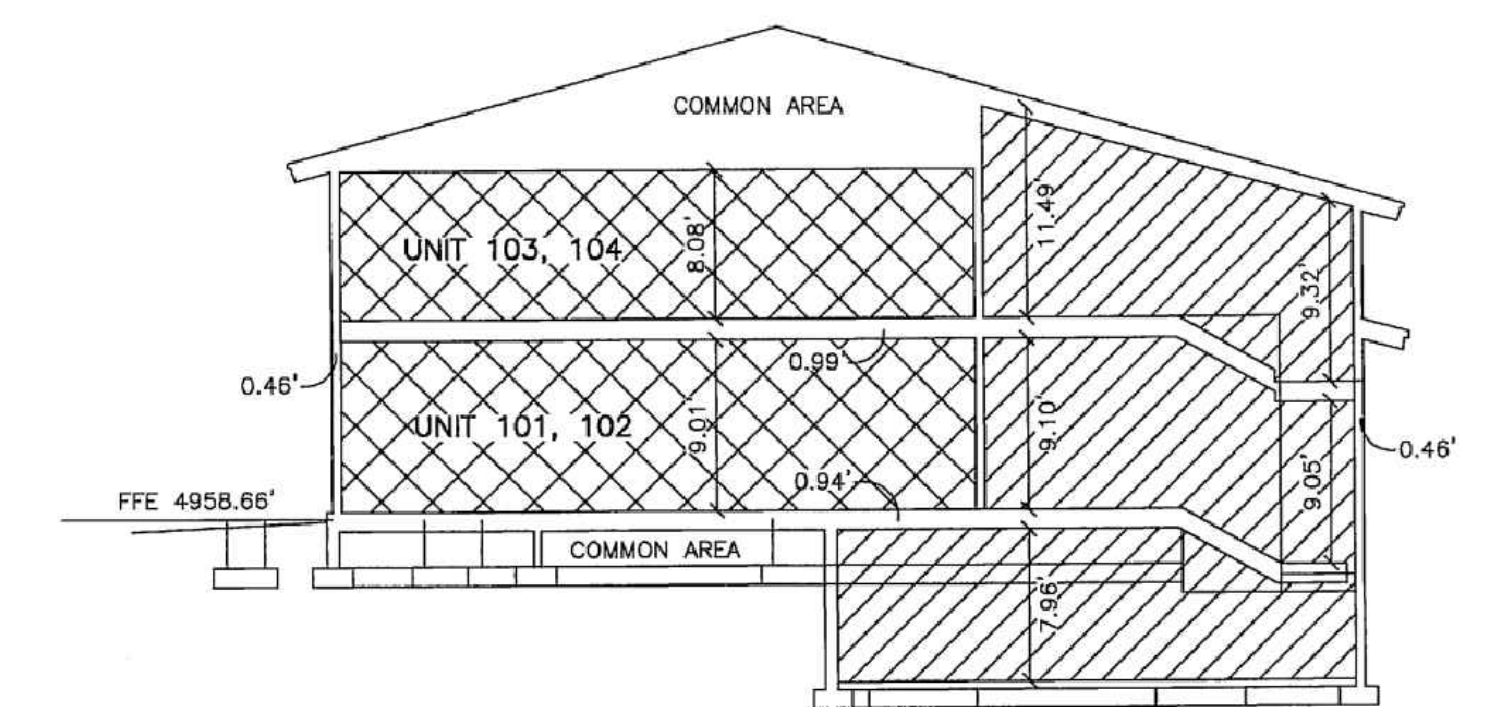 COMMON AREA
UNIT 103, 104
8.08'
11.49'
9.32'
0.99'
0.46'
UNIT 101, 102
9.01'
9.10'
0.46'
0.94'
9.05'
FFE 4958.66'
COMMON AREA
7.96'